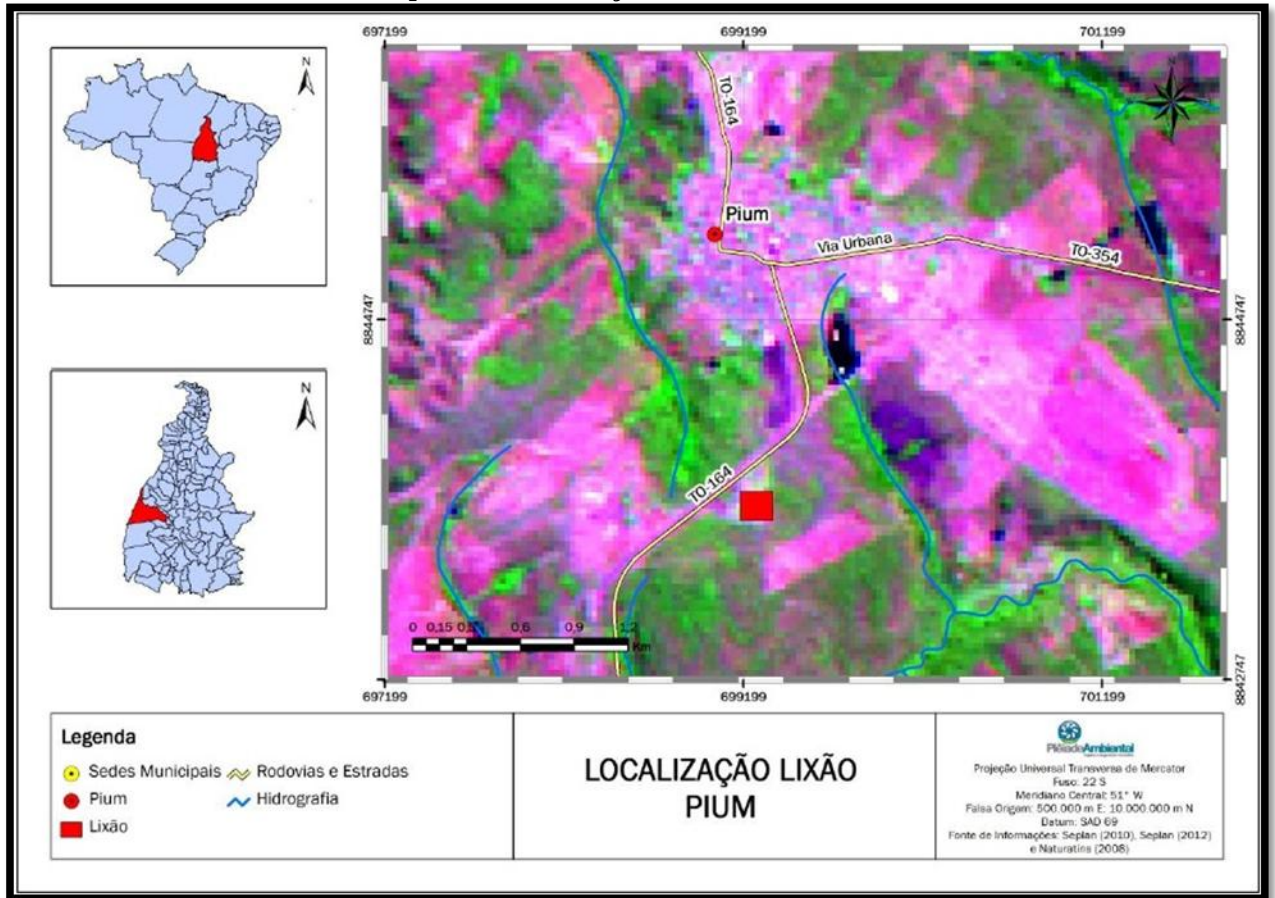 697199
699199
701199
N
TO-164
Pium
Via Urbana
TO-354
8844747
8844747
N
TO-164
0 0,15 0,3 0,6 0,9 1,2
Km
8842747
697199
699199
701199
Legenda
Sedes Municipais
Rodovias e Estradas
Pium
Hidrografia
Lixão
LOCALIZAÇÃO LIXÃO
PIUM
PlêiadeAmbiental
Projeção Universal Transversa de Mercator
Fuso: 22 S
Meridiano Central: 51° W
Falsa Origem: 500.000 m E; 10.000.000 m N
Datum: SAD 69
Fonte de Informações: Seplan (2010), Seplan (2012)
e Naturatins (2008)